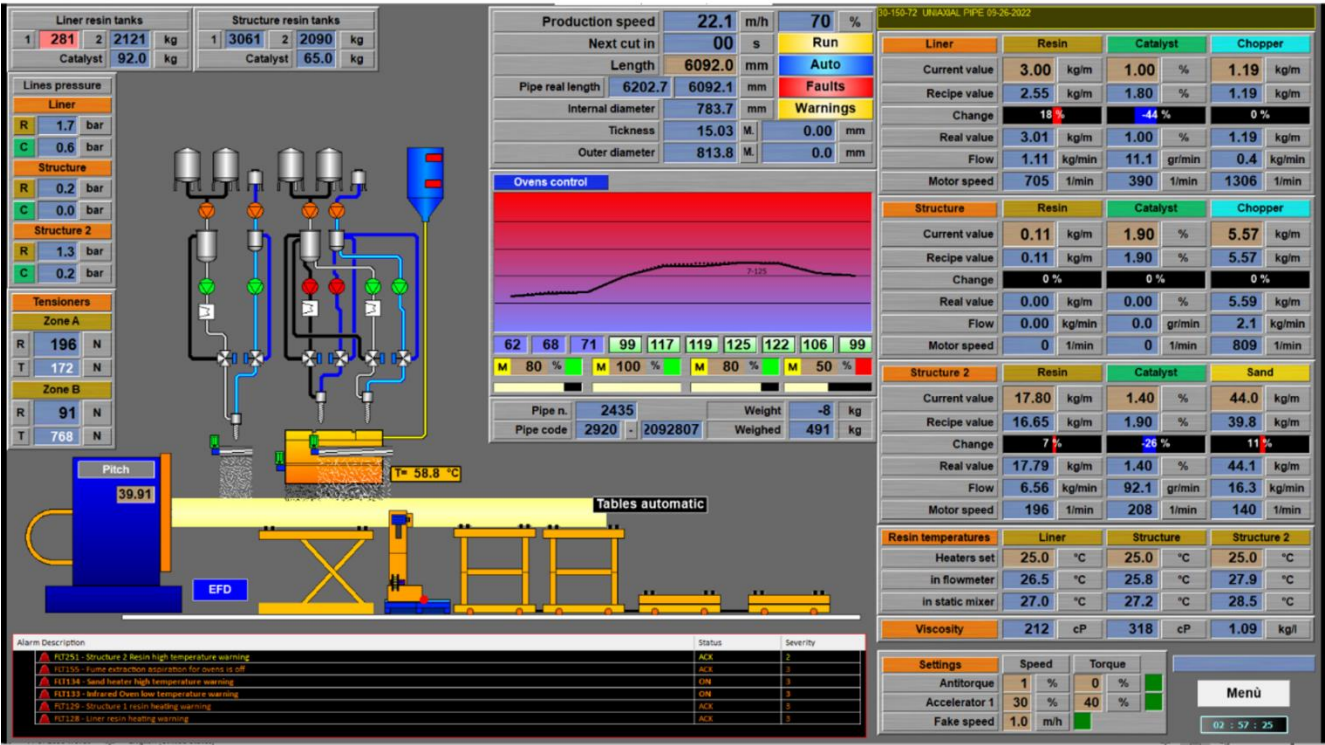 Liner resin tanks
1 281 2 2121 kg
Catalyst 92.0 kg
Structure resin tanks
1 3061 2 2090 kg
Catalyst 65.0 kg
Lines pressure
Liner
R 1.7 bar
C 0.6 bar
Structure
R 0.2 bar
C 0.0 bar
Structure 2
R 1.3 bar
C 0.2 bar
Tensioners
Zone A
R 196 N
T 172 N
Zone B
R 91 N
T 768 N
Pitch
39.91
EFD
T= 58.8 °C
Tables automatic
Production speed 22.1 m/h 70 %
Next cut in 00 s Run
Length 6092.0 mm Auto
Pipe real length 6202.7 6092.1 mm Faults
Internal diameter 783.7 mm Warnings
Tickness 15.03 M. 0.00 mm
Outer diameter 813.8 M. 0.0 mm
Ovens control
7-125
62 68 71 99 117 119 125 122 106 99
M 80 % M 100 % M 80 % M 50 %
Pipe n. 2435 Weight -8 kg
Pipe code 2920 - 2092807 Weighed 491 kg
30-150-72 UNIAXIAL PIPE 09-26-2022
Liner Resin Catalyst Chopper
Current value 3.00 kg/m 1.00 % 1.19 kg/m
Recipe value 2.55 kg/m 1.80 % 1.19 kg/m
Change 18 % -44 % 0 %
Real value 3.01 kg/m 1.00 % 1.19 kg/m
Flow 1.11 kg/min 11.1 gr/min 0.4 kg/min
Motor speed 705 1/min 390 1/min 1306 1/min
Structure Resin Catalyst Chopper
Current value 0.11 kg/m 1.90 % 5.57 kg/m
Recipe value 0.11 kg/m 1.90 % 5.57 kg/m
Change 0 % 0 % 0 %
Real value 0.00 kg/m 0.00 % 5.59 kg/m
Flow 0.00 kg/min 0.0 gr/min 2.1 kg/min
Motor speed 0 1/min 0 1/min 809 1/min
Structure 2 Resin Catalyst Sand
Current value 17.80 kg/m 1.40 % 44.0 kg/m
Recipe value 16.65 kg/m 1.90 % 39.8 kg/m
Change 7 % -26 % 11 %
Real value 17.79 kg/m 1.40 % 44.1 kg/m
Flow 6.56 kg/min 92.1 gr/min 16.3 kg/min
Motor speed 196 1/min 208 1/min 140 1/min
Resin temperatures Liner Structure Structure 2
Heaters set 25.0 °C 25.0 °C 25.0 °C
in flowmeter 26.5 °C 25.8 °C 27.9 °C
in static mixer 27.0 °C 27.2 °C 28.5 °C
Viscosity 212 cP 318 cP 1.09 kg/l
Alarm Description Status Severity
FLT251 - Structure 2 Resin high temperature warning ACK 2
FLT155 - Fume extraction aspiration for ovens is off ACK 3
FLT134 - Sand heater high temperature warning ON 3
FLT133 - Infrared Oven low temperature warning ON 3
FLT129 - Structure 1 resin heating warning ACK 3
FLT128 - Liner resin heating warning ACK 3
Settings Speed Torque
Antitorque 1 % 0 %
Accelerator 1 30 % 40 %
Fake speed 1.0 m/h
Menù
02 : 57 : 25